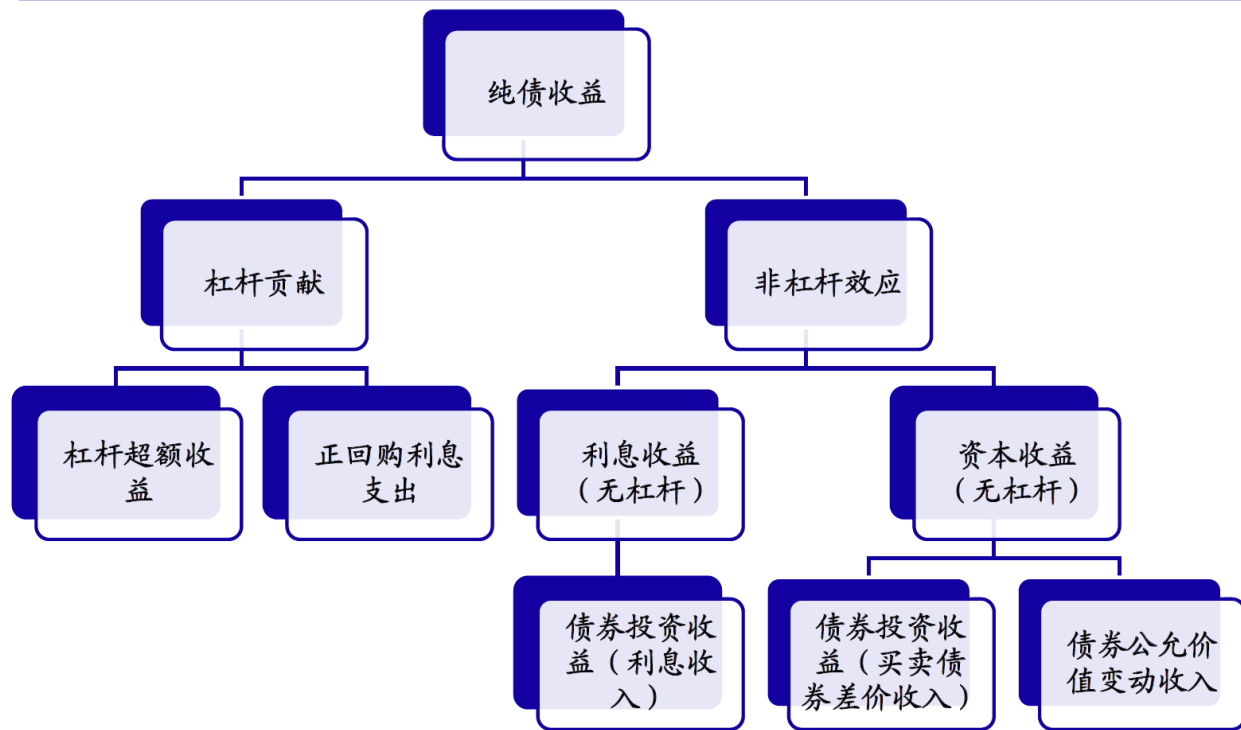 纯债收益
杠杆贡献
非杠杆效应
杠杆超额收
益
正回购利息
支出
利息收益
（无杠杆）
资本收益
（无杠杆）
债券投资收
益（利息收
入）
债券投资收
益（买卖债
券差价收入）
债券公允价
值变动收入